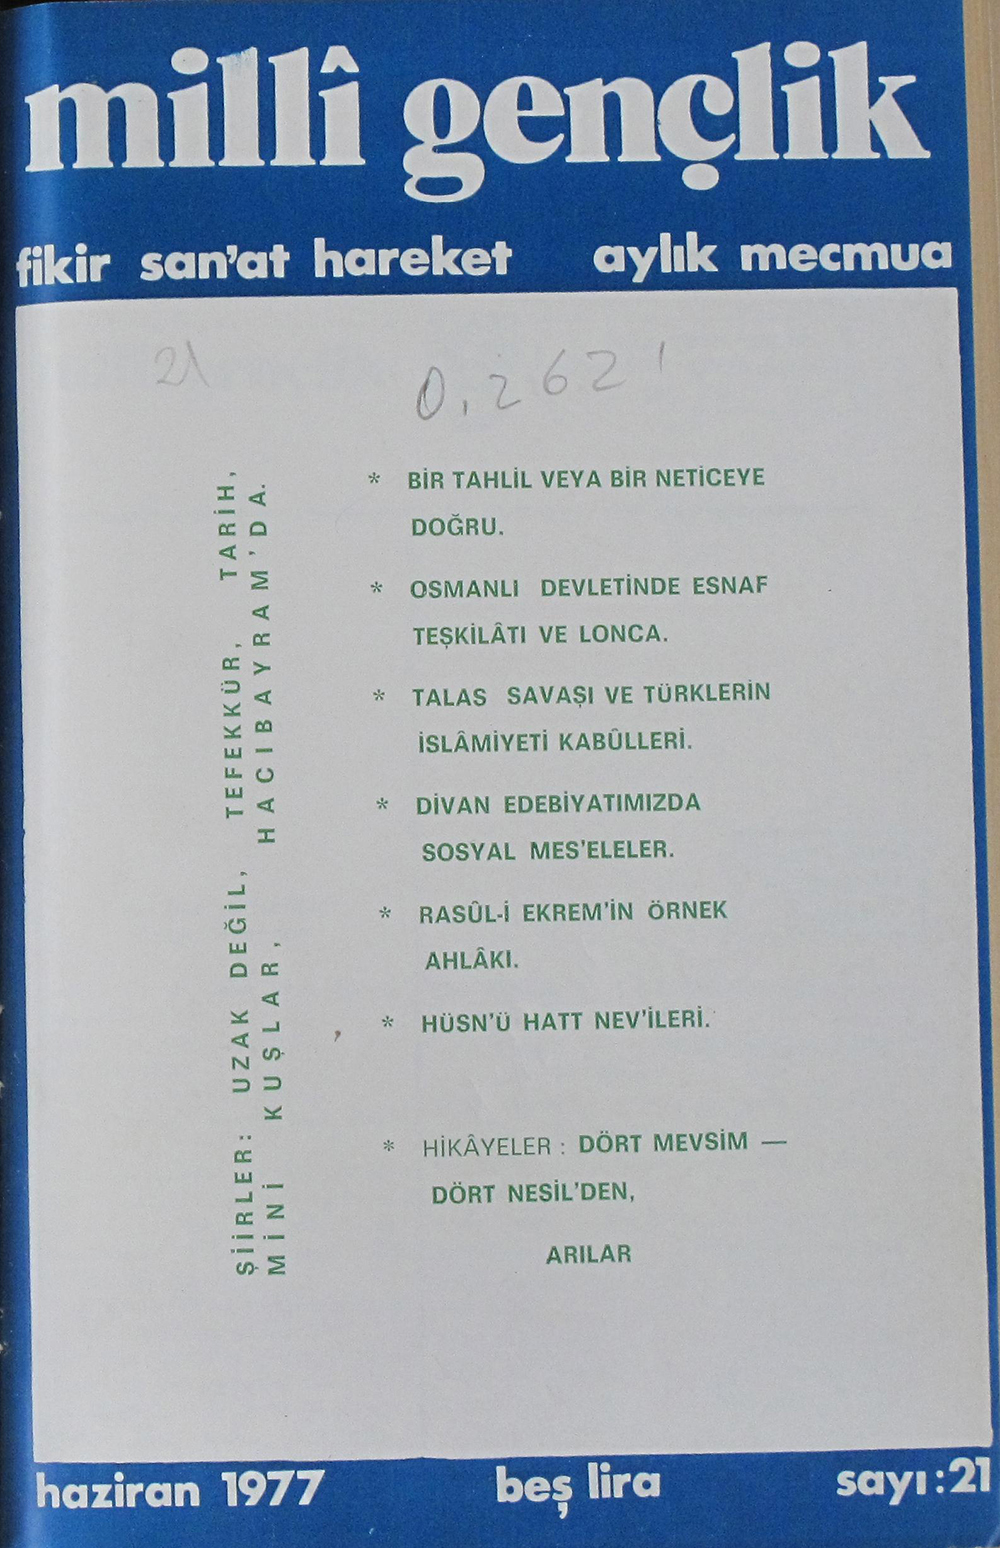 millî gençlik
fikir san'at hareket aylık mecmua
21
0.262
ŞİİRLER: UZAK DEĞİL, TEFEKKÜR, TARİH,
MİNİ KUŞLAR, HACIBAYRAM'DA.
* BİR TAHLİL VEYA BİR NETİCEYE
DOĞRU.
* OSMANLI DEVLETİNDE ESNAF
TEŞKİLÂTI VE LONCA.
* TALAS SAVAŞI VE TÜRKLERİN
İSLÂMİYETİ KABÛLLERİ.
* DİVAN EDEBİYATIMIZDA
SOSYAL MES'ELELER.
* RASÛL-İ EKREM'İN ÖRNEK
AHLÂKI.
* HÜSN'Ü HATT NEV'İLERİ.
* HİKÂYELER : DÖRT MEVSİM —
DÖRT NESİL'DEN,
ARILAR
haziran 1977 beş lira sayı:21